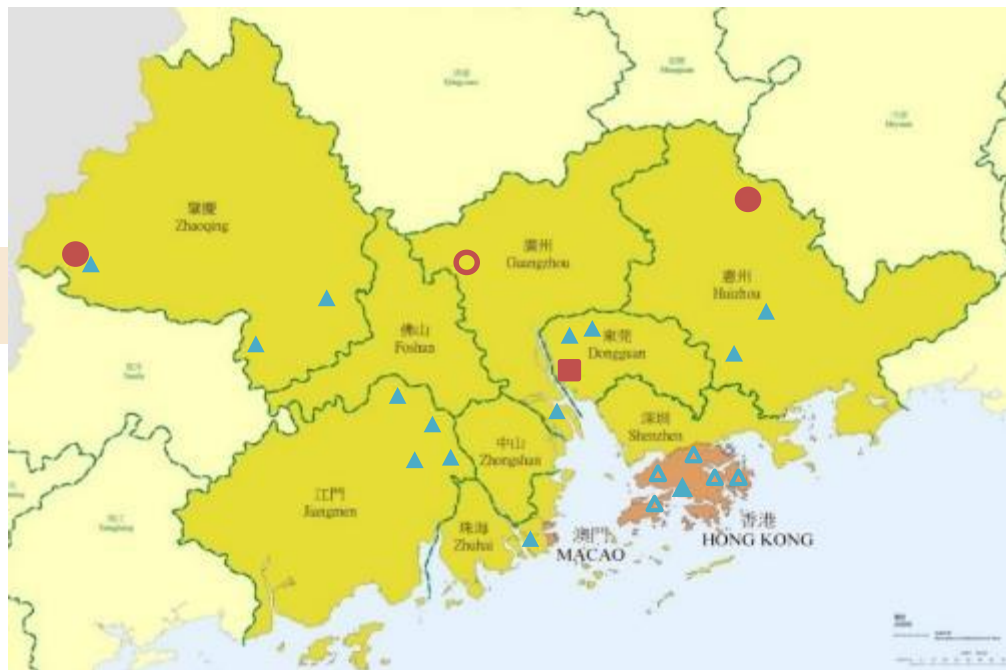 肇慶
Zhaoqing
廣州
Guangzhou
惠州
Huizhou
佛山
Foshan
東莞
Dongguan
深圳
Shenzhen
中山
Zhongshan
江門
Jiangmen
珠海
Zhuhai
澳門
MACAO
香港
HONG KONG